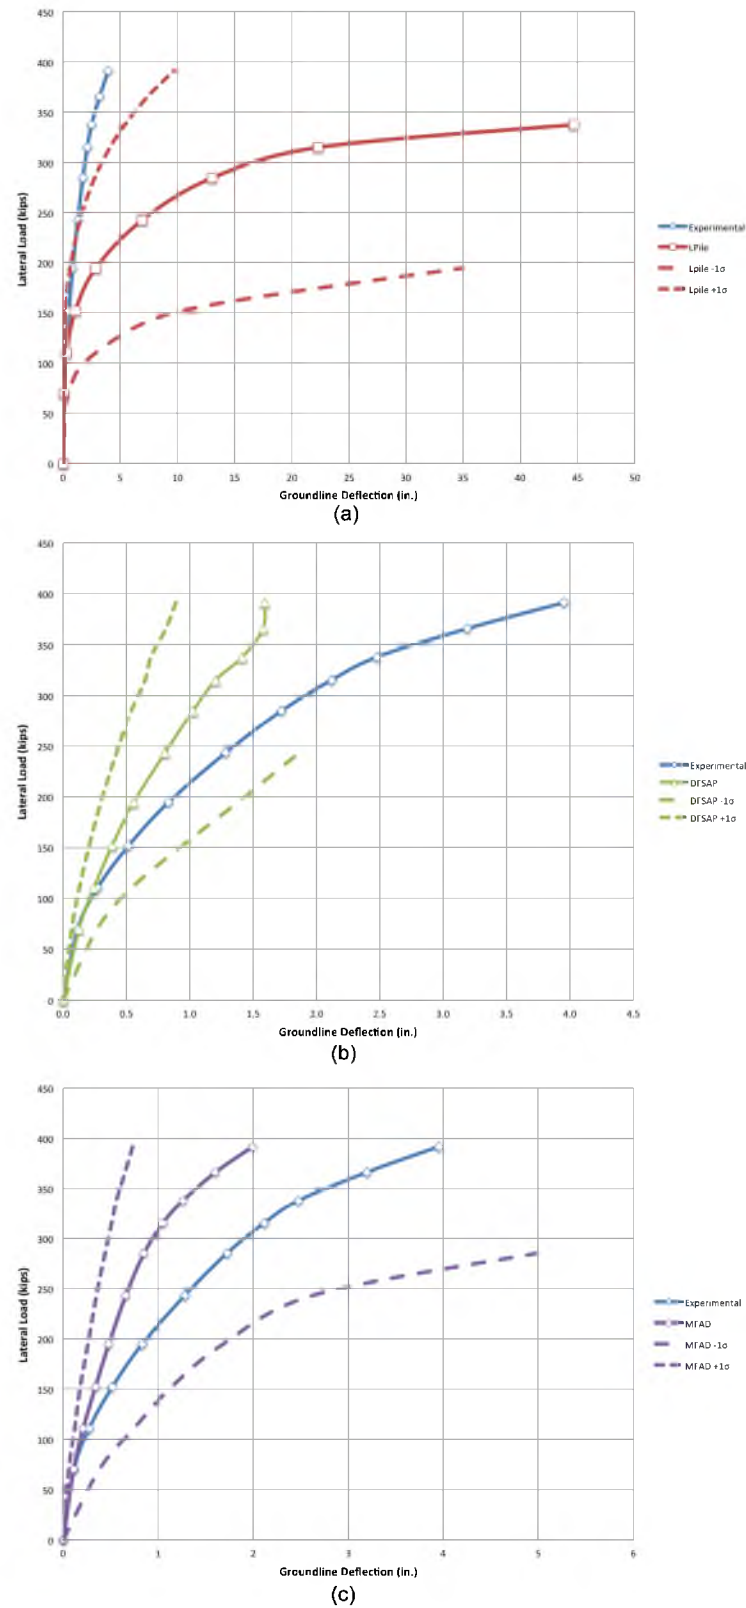 450
400
350
300
250
200
150
100
50
0
Lateral Load (kips)
0 5 10 15 20 25 30 35 40 45 50
Groundline Deflection (in.)
Experimental
LPile
Lpile -1σ
Lpile +1σ
(a)
450
400
350
300
250
200
150
100
50
0
Lateral Load (kips)
0.0 0.5 1.0 1.5 2.0 2.5 3.0 3.5 4.0 4.5
Groundline Deflection (in.)
Experimental
DFSAP
DFSAP -1σ
DFSAP +1σ
(b)
450
400
350
300
250
200
150
100
50
0
Lateral Load (kips)
0 1 2 3 4 5 6
Groundline Deflection (in.)
Experimental
MFAD
MFAD -1σ
MFAD +1σ
(c)